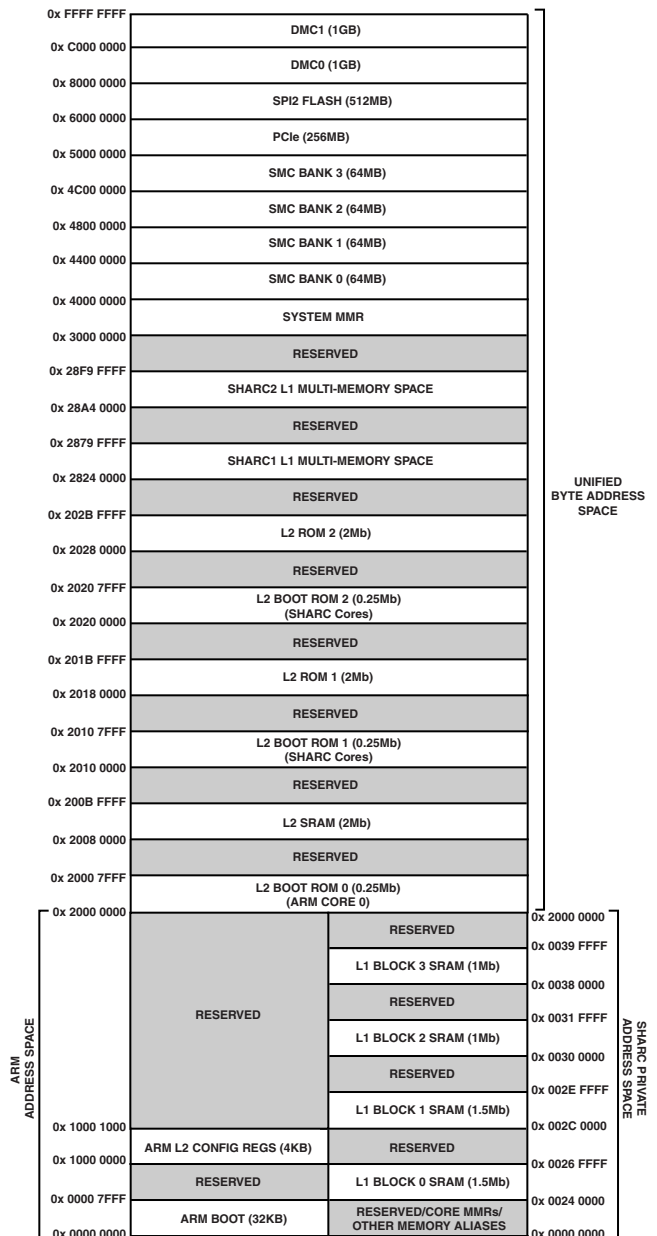 0x FFFF FFFF
DMC1 (1GB)
0x C000 0000
DMC0 (1GB)
0x 8000 0000
SPI2 FLASH (512MB)
0x 6000 0000
PCIe (256MB)
0x 5000 0000
SMC BANK 3 (64MB)
0x 4C00 0000
SMC BANK 2 (64MB)
0x 4800 0000
SMC BANK 1 (64MB)
0x 4400 0000
SMC BANK 0 (64MB)
0x 4000 0000
SYSTEM MMR
0x 3000 0000
RESERVED
0x 28F9 FFFF
SHARC2 L1 MULTI-MEMORY SPACE
0x 28A4 0000
RESERVED
0x 2879 FFFF
SHARC1 L1 MULTI-MEMORY SPACE
0x 2824 0000
RESERVED
0x 202B FFFF
L2 ROM 2 (2Mb)
0x 2028 0000
RESERVED
0x 2020 7FFF
L2 BOOT ROM 2 (0.25Mb)
(SHARC Cores)
0x 2020 0000
RESERVED
0x 201B FFFF
L2 ROM 1 (2Mb)
0x 2018 0000
RESERVED
0x 2010 7FFF
L2 BOOT ROM 1 (0.25Mb)
(SHARC Cores)
0x 2010 0000
RESERVED
0x 200B FFFF
L2 SRAM (2Mb)
0x 2008 0000
RESERVED
0x 2000 7FFF
L2 BOOT ROM 0 (0.25Mb)
(ARM CORE 0)
0x 2000 0000
UNIFIED
BYTE ADDRESS
SPACE
ARM
ADDRESS SPACE
RESERVED
0x 1000 1000
ARM L2 CONFIG REGS (4KB)
0x 1000 0000
RESERVED
0x 0000 7FFF
ARM BOOT (32KB)
0x 0000 0000
0x 2000 0000
RESERVED
0x 0039 FFFF
L1 BLOCK 3 SRAM (1Mb)
0x 0038 0000
RESERVED
0x 0031 FFFF
L1 BLOCK 2 SRAM (1Mb)
0x 0030 0000
RESERVED
0x 002E FFFF
L1 BLOCK 1 SRAM (1.5Mb)
0x 002C 0000
RESERVED
0x 0026 FFFF
L1 BLOCK 0 SRAM (1.5Mb)
0x 0024 0000
RESERVED/CORE MMRs/
OTHER MEMORY ALIASES
0x 0000 0000
SHARC PRIVATE
ADDRESS SPACE